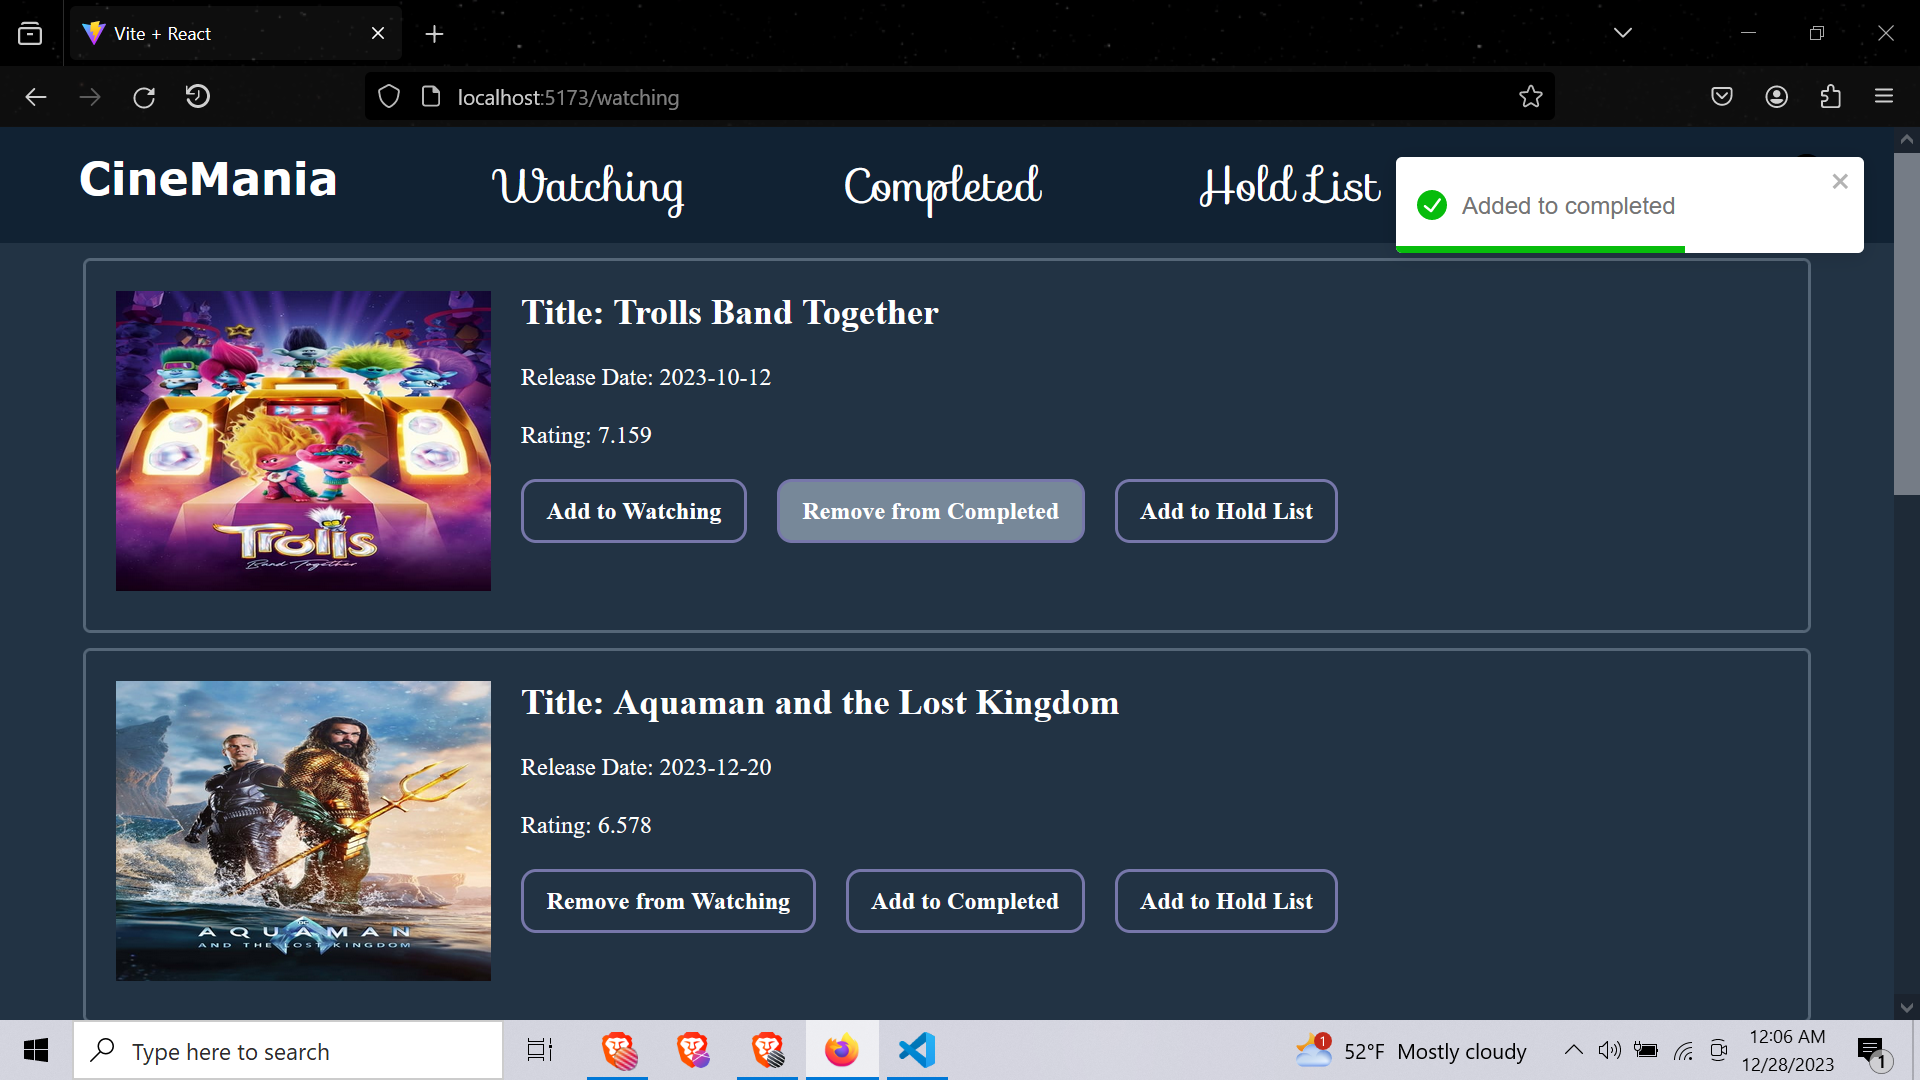 Vite + React
localhost:5173/watching
CineMania
Watching
Completed
Hold List
Added to completed
Title: Trolls Band Together
Release Date: 2023-10-12
Rating: 7.159
Add to Watching
Remove from Completed
Add to Hold List
Trolls
Band Together
Title: Aquaman and the Lost Kingdom
Release Date: 2023-12-20
Rating: 6.578
Remove from Watching
Add to Completed
Add to Hold List
AQUAMAN
AND THE LOST KINGDOM
Type here to search
1
52°F Mostly cloudy
12:06 AM
12/28/2023
1